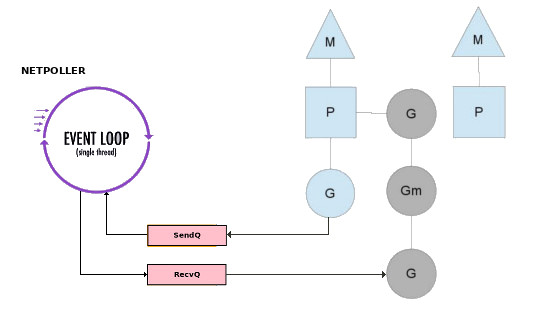 M
M
NETPOLLER
P
G
P
EVENT LOOP
(single thread)
G
Gm
SendQ
RecvQ
G